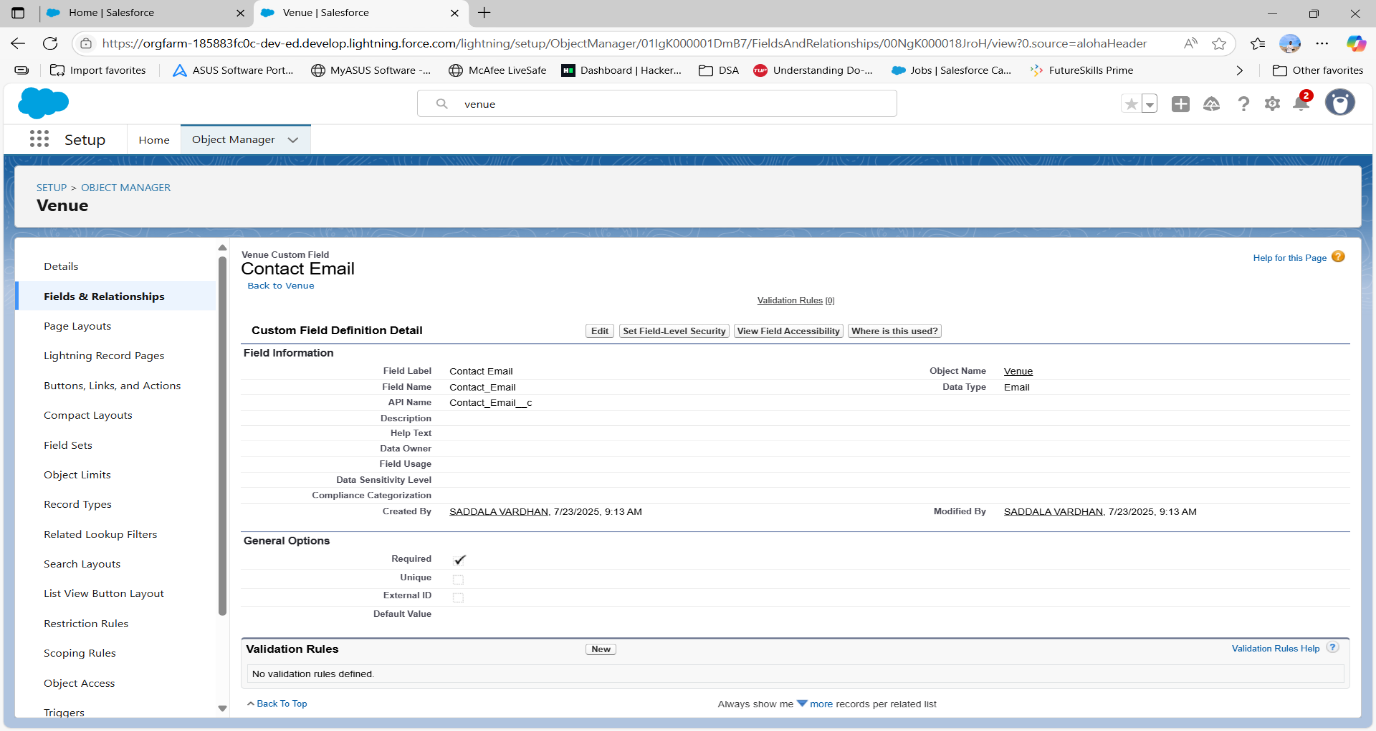 Home | Salesforce
Venue | Salesforce
https://orgfarm-185883fc0c-dev-ed.develop.lightning.force.com/lightning/setup/ObjectManager/01IgK000001DmB7/FieldsAndRelationships/00NgK000018JroH/view?0.source=alohaHeader
Import favorites
ASUS Software Port...
MyASUS Software -...
McAfee LiveSafe
Dashboard | Hacker...
DSA
Understanding Do-...
Jobs | Salesforce Ca...
FutureSkills Prime
Other favorites
venue
2
Setup
Home
Object Manager
SETUP > OBJECT MANAGER
Venue
Details
Fields & Relationships
Page Layouts
Lightning Record Pages
Buttons, Links, and Actions
Compact Layouts
Field Sets
Object Limits
Record Types
Related Lookup Filters
Search Layouts
List View Button Layout
Restriction Rules
Scoping Rules
Object Access
Triggers
Venue Custom Field
Contact Email
Back to Venue
Help for this Page
Validation Rules [0]
Custom Field Definition Detail
Edit
Set Field-Level Security
View Field Accessibility
Where is this used?
Field Information
Field Label Contact Email Object Name Venue
Field Name Contact_Email Data Type Email
API Name Contact_Email__c
Description
Help Text
Data Owner
Field Usage
Data Sensitivity Level
Compliance Categorization
Created By SADDALA VARDHAN, 7/23/2025, 9:13 AM Modified By SADDALA VARDHAN, 7/23/2025, 9:13 AM
General Options
Required
Unique
External ID
Default Value
Validation Rules New Validation Rules Help ?
No validation rules defined.
Back To Top
Always show me more records per related list